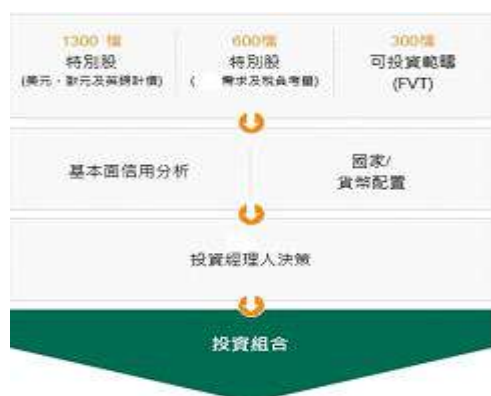 1300 檔
特別股
(美元、歐元及英鎊計價)
600檔
特別股
( 需求及稅負考量)
300檔
可投資範疇
(FVT)
基本面信用分析
國家/
貨幣配置
投資經理人決策
投資組合